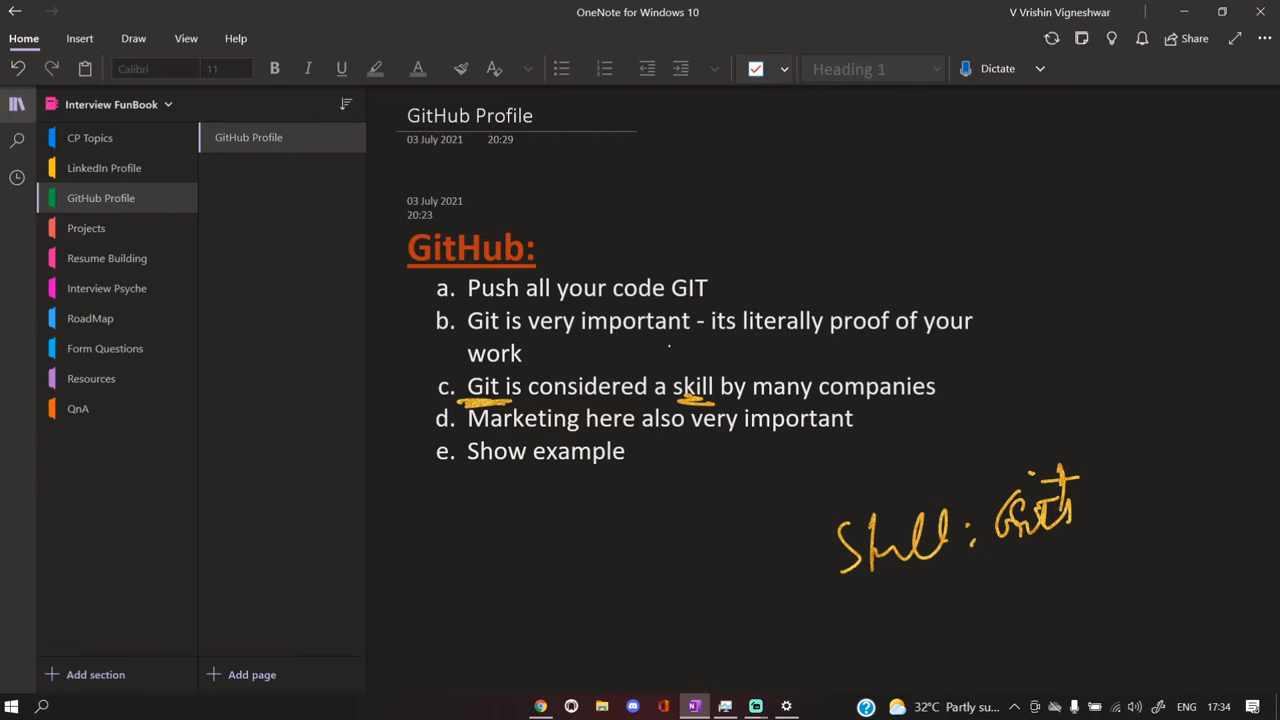 OneNote for Windows 10
V Vrishin Vigneshwar
Home Insert Draw View Help
Share
Calibri 11 B I U A Heading 1 Dictate
Interview FunBook
CP Topics
LinkedIn Profile
GitHub Profile
Projects
Resume Building
Interview Psyche
RoadMap
Form Questions
Resources
QnA
Add section
GitHub Profile
Add page
GitHub Profile
03 July 2021 20:29
03 July 2021
20:23
GitHub:
a. Push all your code GIT
b. Git is very important - its literally proof of your
work
c. Git is considered a skill by many companies
d. Marketing here also very important
e. Show example
Skill: Git
32°C Partly su... ENG 17:34